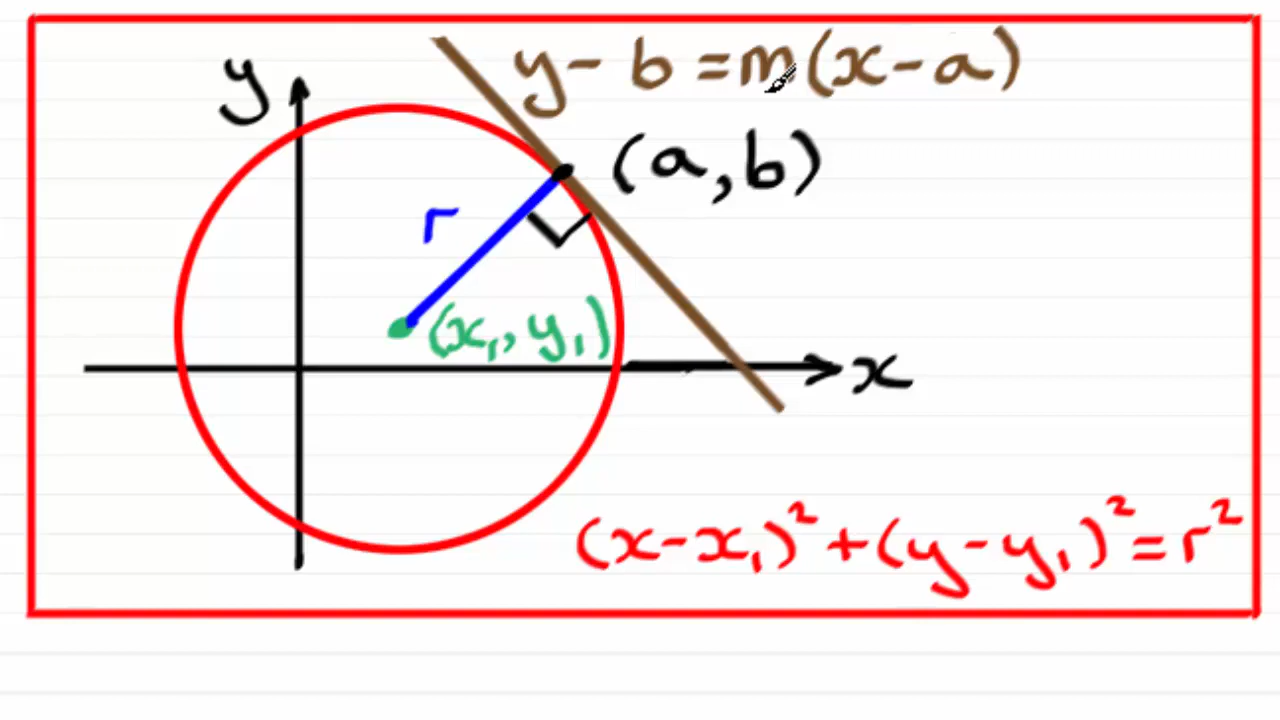 y - b = m(x - a)
y
(a, b)
r
(x₁, y₁)
x
(x - x₁)² + (y - y₁)² = r²